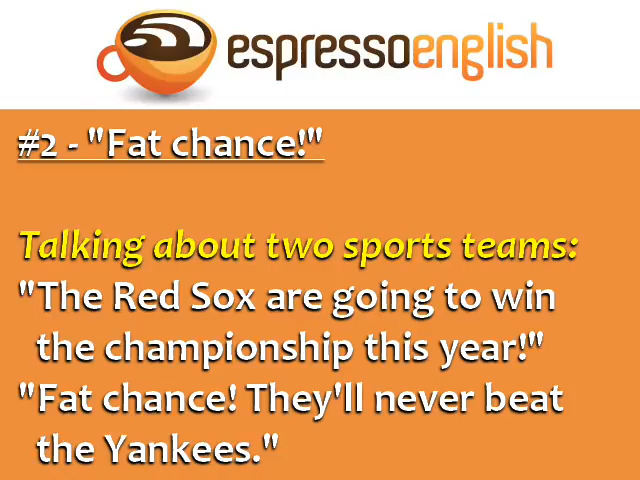 espressoenglish
#2 - "Fat chance!"
Talking about two sports teams:
"The Red Sox are going to win
the championship this year!"
"Fat chance! They'll never beat
the Yankees."